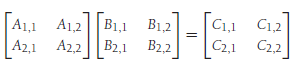 [A1,1 A1,2] [B1,1 B1,2] = [C1,1 C1,2]
[A2,1 A2,2] [B2,1 B2,2] [C2,1 C2,2]